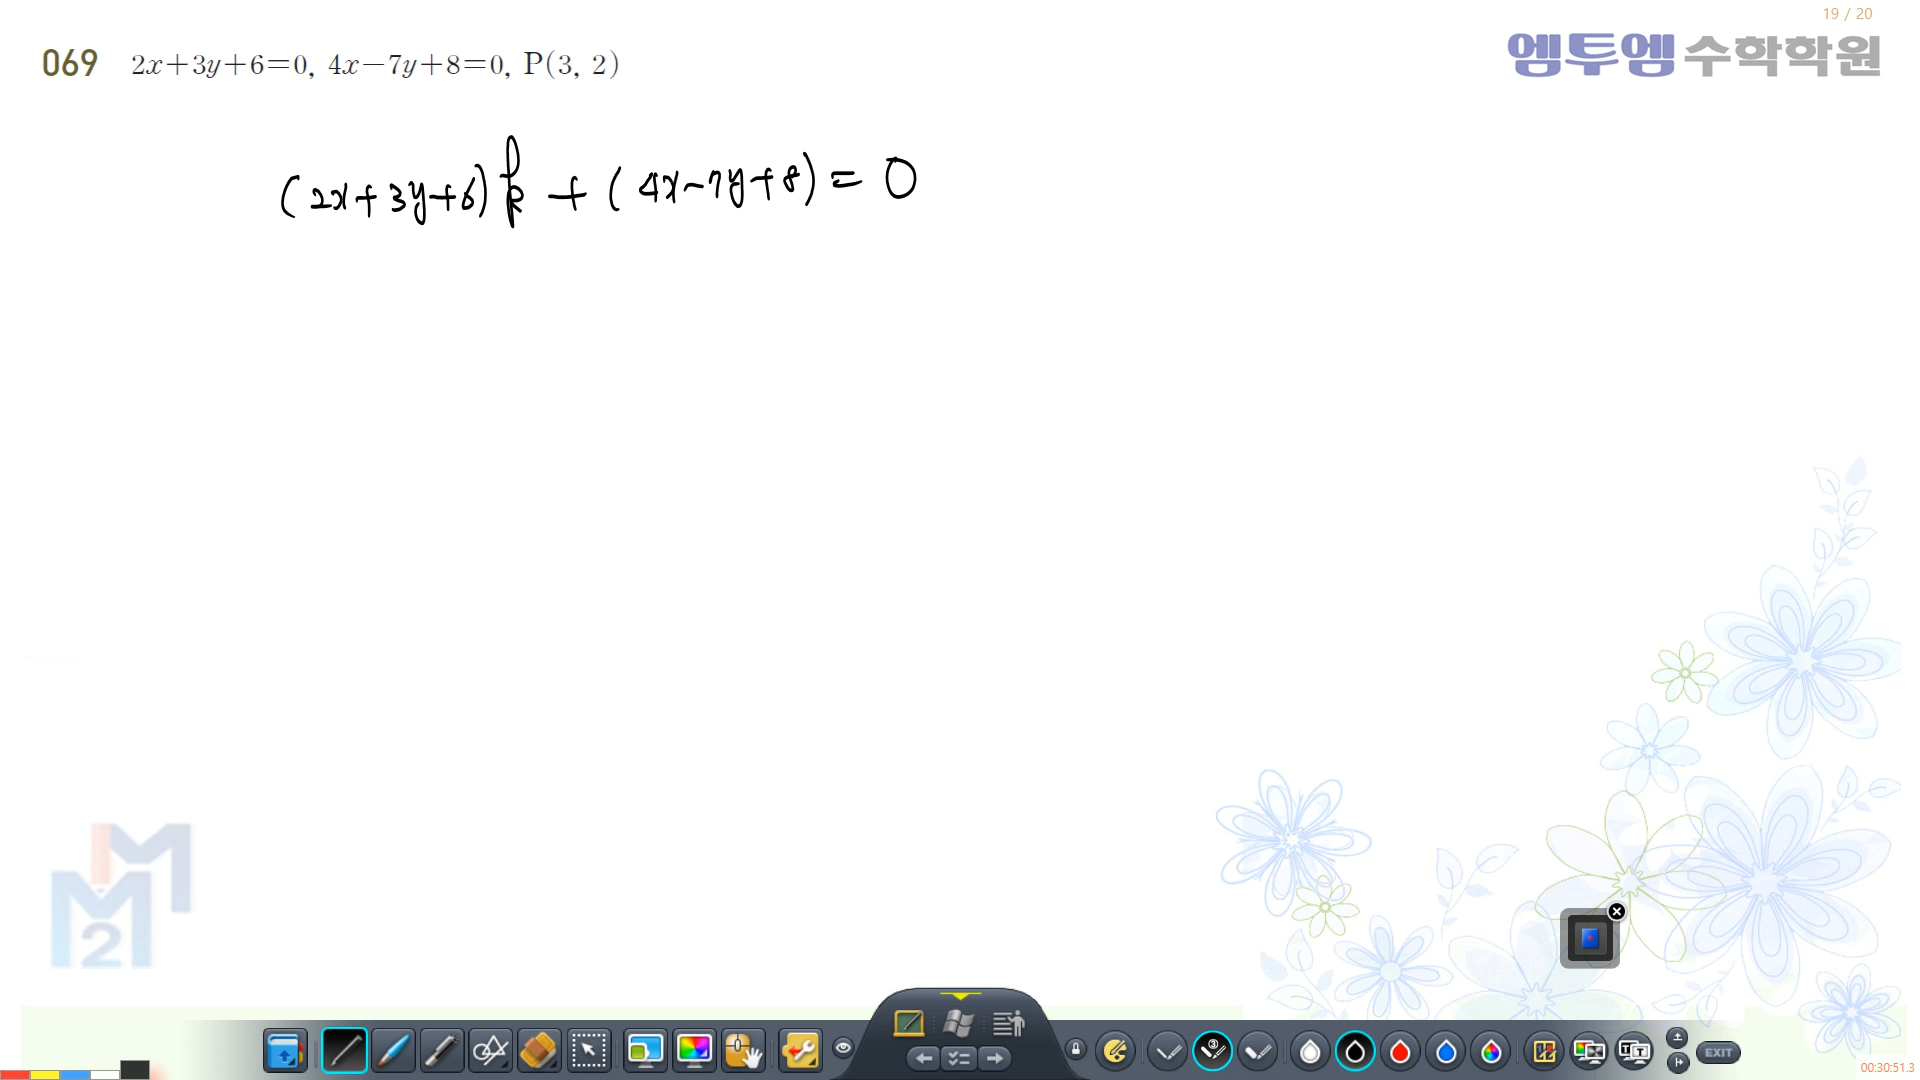 19 / 20
069 2x+3y+6=0, 4x-7y+8=0, P(3, 2)
엠투엠수학학원
(2x+3y+6)k + (4x-7y+8) = 0
M
M
2
EXIT
00:30:51.3